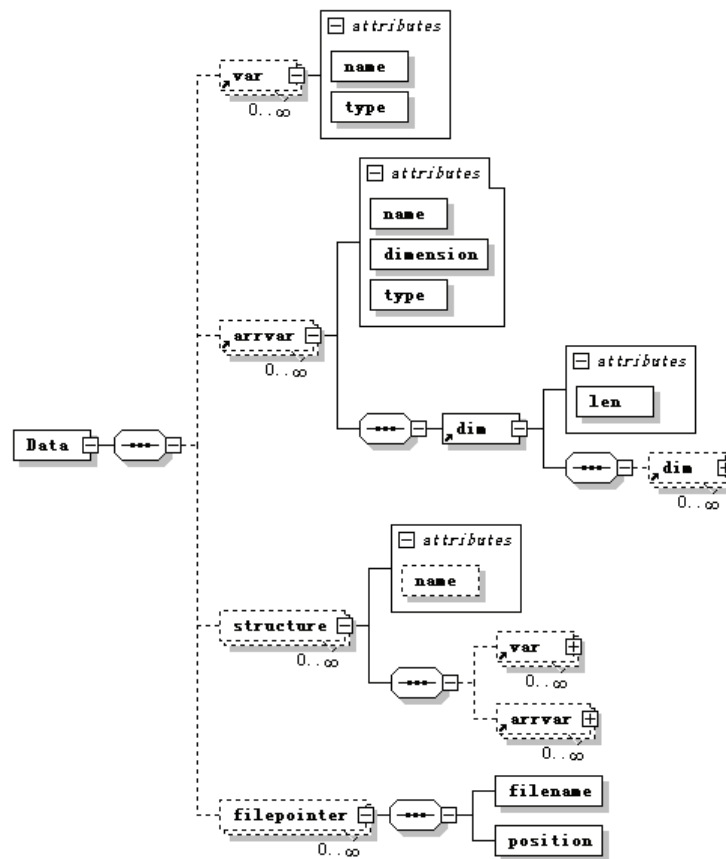 attributes
name
type
var
0..∞
attributes
name
dimension
type
arrvar
0..∞
attributes
len
dim
dim
0..∞
Data
attributes
name
structure
0..∞
var
0..∞
arrvar
0..∞
filepointer
0..∞
filename
position